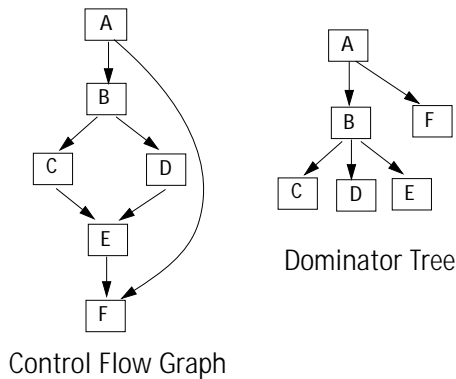 A
B
C D
E
F
Control Flow Graph
A
B F
C D E
Dominator Tree